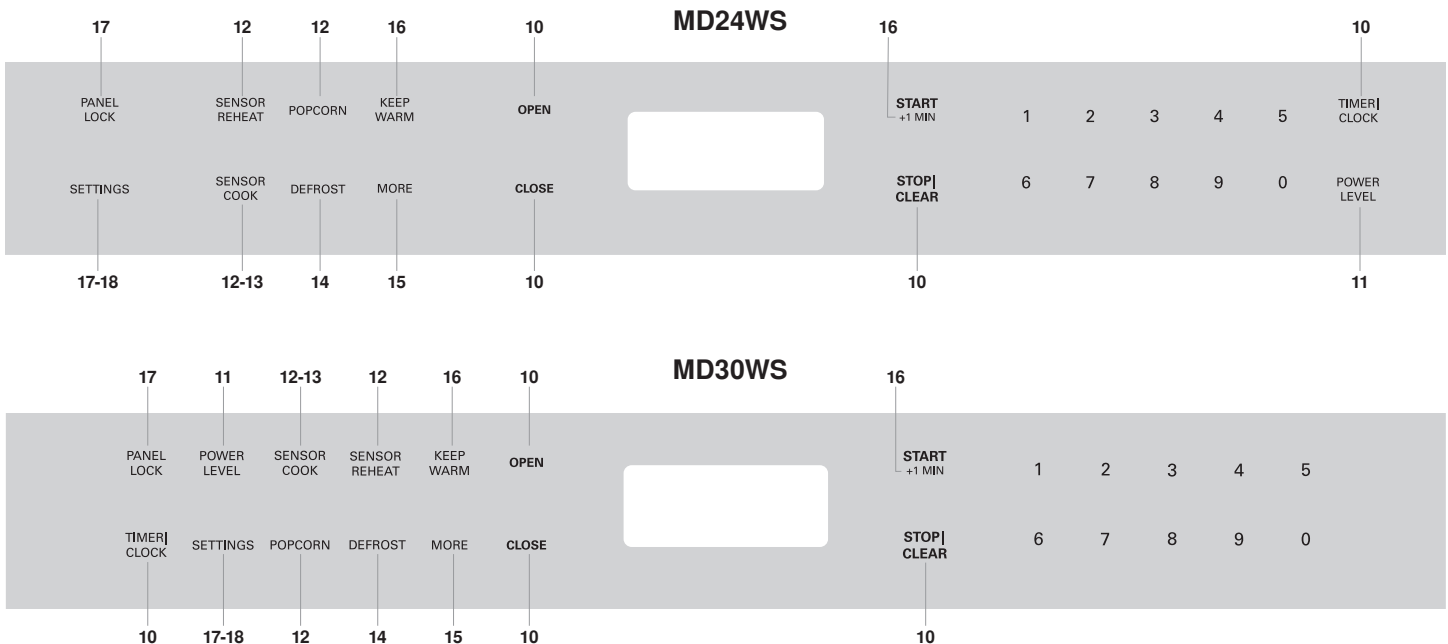 MD24WS
17 12 12 16 10 16 10
PANEL LOCK SENSOR REHEAT POPCORN KEEP WARM OPEN START +1 MIN 1 2 3 4 5 TIMER| CLOCK
SETTINGS SENSOR COOK DEFROST MORE CLOSE STOP| CLEAR 6 7 8 9 0 POWER LEVEL
17-18 12-13 14 15 10 10 11
MD30WS
17 11 12-13 12 16 10 16
PANEL LOCK POWER LEVEL SENSOR COOK SENSOR REHEAT KEEP WARM OPEN START +1 MIN 1 2 3 4 5
TIMER| CLOCK SETTINGS POPCORN DEFROST MORE CLOSE STOP| CLEAR 6 7 8 9 0
10 17-18 12 14 15 10 10